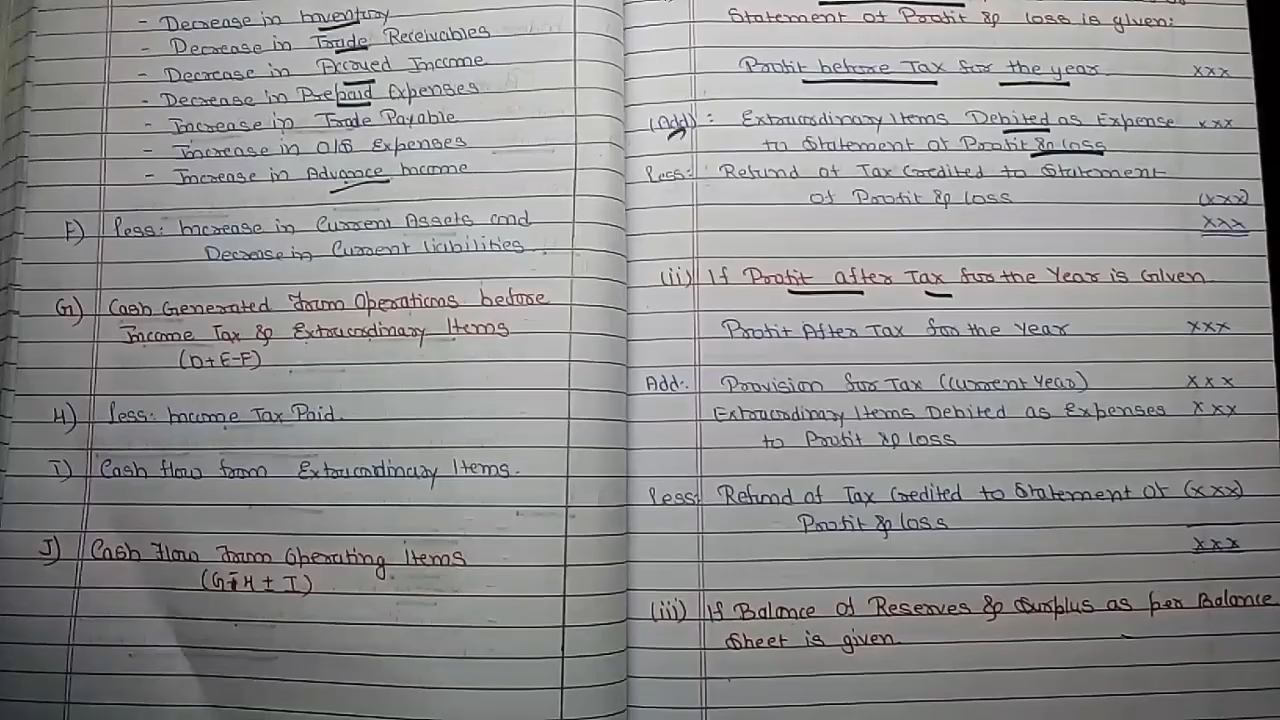 - Decrease in Inventory
- Decrease in Trade Receivables
- Decrease in Accrued Income
- Decrease in Prepaid Expenses
- Increase in Trade Payable
- Increase in O/S Expenses
- Increase in Advance Income
F) Less: Increase in Current Assets and
Decrease in Current Liabilities
G) Cash Generated From Operations before
Income Tax & Extraordinary Items
(D+E-F)
H) Less: Income Tax Paid.
I) Cash flow from Extraordinary Items.
J) Cash Flow From Operating Items
(G-H ± I)
Statement of Profit & loss is given:
Profit before Tax for the year xxx
(Add): Extraordinary Items Debited as Expense xxx
to Statement of Profit & loss
Less: Refund of Tax Credited to Statement
of Profit & loss (xxx)
xxx
(ii) If Profit after Tax for the Year is Given
Profit After Tax for the Year xxx
Add:. Provision for Tax (Current Year) xxx
Extraordinary Items Debited as Expenses xxx
to Profit & loss
Less: Refund of Tax Credited to Statement of (xxx)
Profit & loss
xxx
(iii) If Balance of Reserves & Surplus as per Balance
Sheet is given